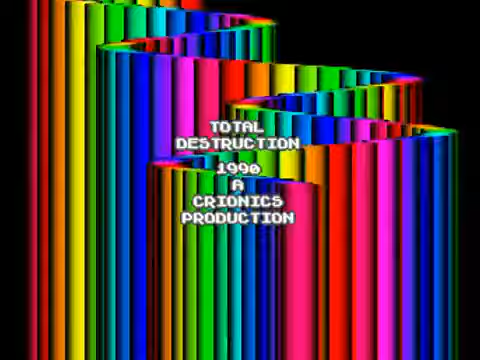 TOTAL
DESTRUCTION
1990
A
CRIONICS
PRODUCTION